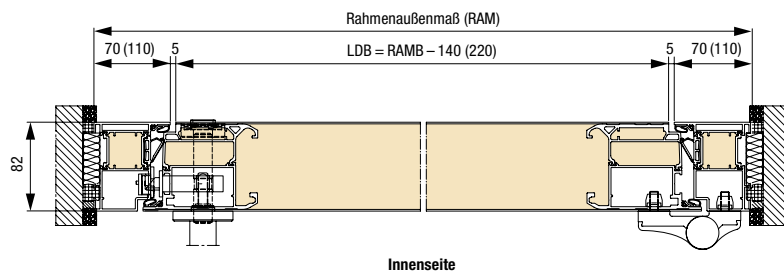 Rahmenaußenmaß (RAM)
70 (110) 5 LDB = RAMB – 140 (220) 5 70 (110)
82
Innenseite